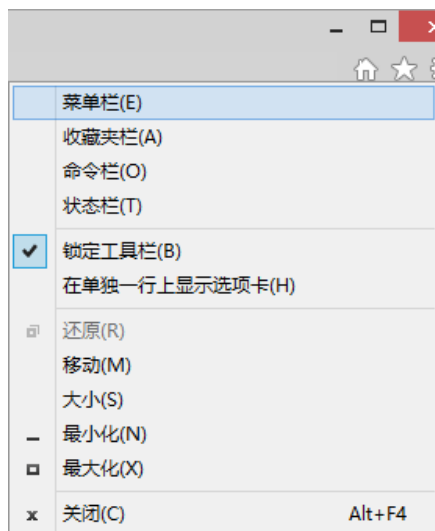 菜单栏(E)
收藏夹栏(A)
命令栏(O)
状态栏(T)
锁定工具栏(B)
在单独一行上显示选项卡(H)
还原(R)
移动(M)
大小(S)
最小化(N)
最大化(X)
关闭(C) Alt+F4